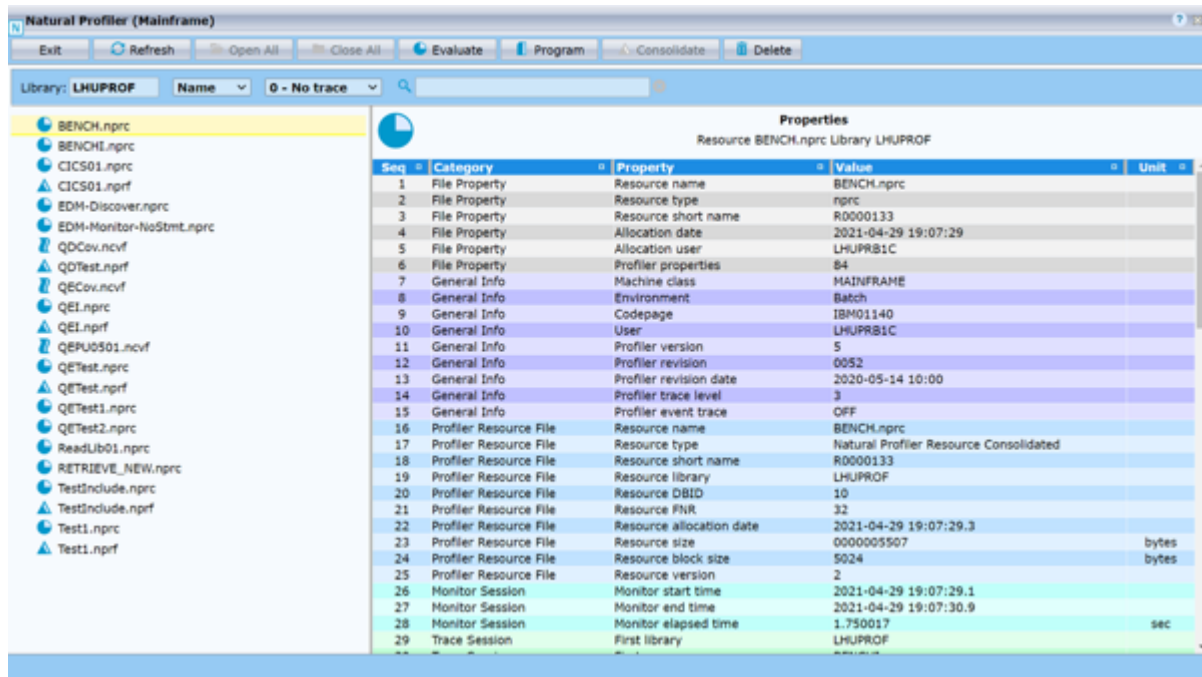 N Natural Profiler (Mainframe)
Exit Refresh Open All Close All Evaluate Program Consolidate Delete
Library: LHUPROF Name 0 - No trace
BENCH.nprc
BENCHI.nprc
CICS01.nprc
CICS01.nprf
EDM-Discover.nprc
EDM-Monitor-NoStmt.nprc
QDCov.ncvf
QDTest.nprf
QECov.ncvf
QEI.nprc
QEI.nprf
QEPU0501.ncvf
QETest.nprc
QETest.nprf
QETest1.nprc
QETest2.nprc
ReadLib01.nprc
RETRIEVE_NEW.nprc
TestInclude.nprc
TestInclude.nprf
Test1.nprc
Test1.nprf
Properties
Resource BENCH.nprc Library LHUPROF
Seq Category Property Value Unit
1 File Property Resource name BENCH.nprc
2 File Property Resource type nprc
3 File Property Resource short name R0000133
4 File Property Allocation date 2021-04-29 19:07:29
5 File Property Allocation user LHUPRB1C
6 File Property Profiler properties 84
7 General Info Machine class MAINFRAME
8 General Info Environment Batch
9 General Info Codepage IBM01140
10 General Info User LHUPRB1C
11 General Info Profiler version 5
12 General Info Profiler revision 0052
13 General Info Profiler revision date 2020-05-14 10:00
14 General Info Profiler trace level 3
15 General Info Profiler event trace OFF
16 Profiler Resource File Resource name BENCH.nprc
17 Profiler Resource File Resource type Natural Profiler Resource Consolidated
18 Profiler Resource File Resource short name R0000133
19 Profiler Resource File Resource library LHUPROF
20 Profiler Resource File Resource DBID 10
21 Profiler Resource File Resource FNR 32
22 Profiler Resource File Resource allocation date 2021-04-29 19:07:29.3
23 Profiler Resource File Resource size 0000005507 bytes
24 Profiler Resource File Resource block size 5024 bytes
25 Profiler Resource File Resource version 2
26 Monitor Session Monitor start time 2021-04-29 19:07:29.1
27 Monitor Session Monitor end time 2021-04-29 19:07:30.9
28 Monitor Session Monitor elapsed time 1.750017 sec
29 Trace Session First library LHUPROF